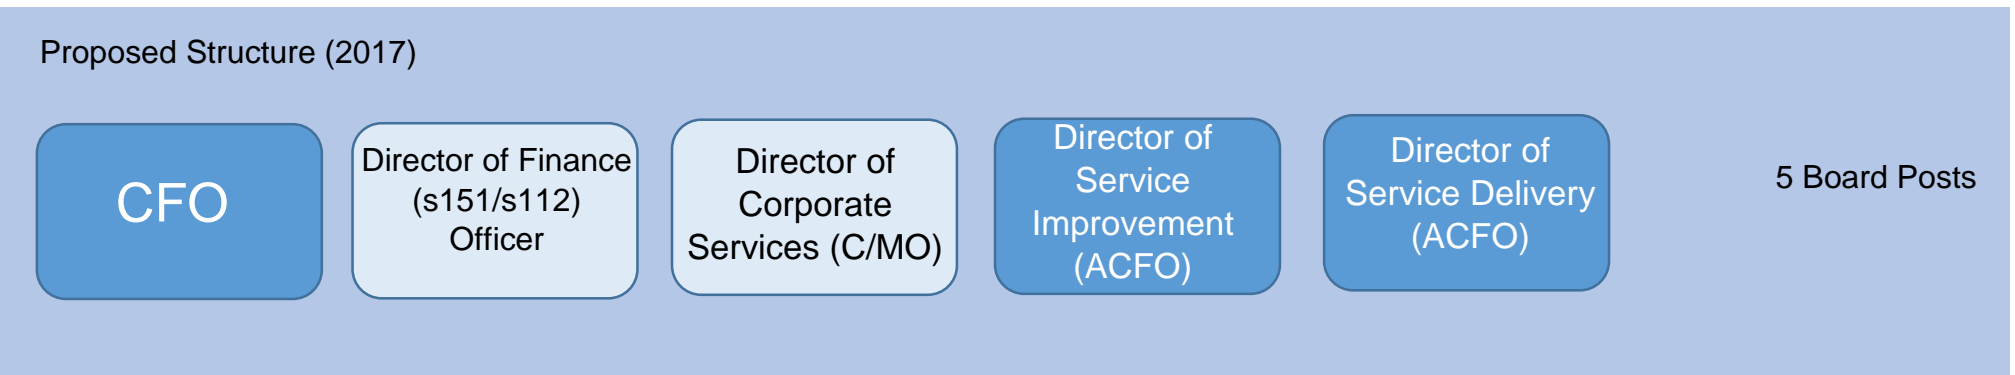 Proposed Structure (2017)
CFO
Director of Finance
(s151/s112)
Officer
Director of
Corporate
Services (C/MO)
Director of
Service
Improvement
(ACFO)
Director of
Service Delivery
(ACFO)
5 Board Posts